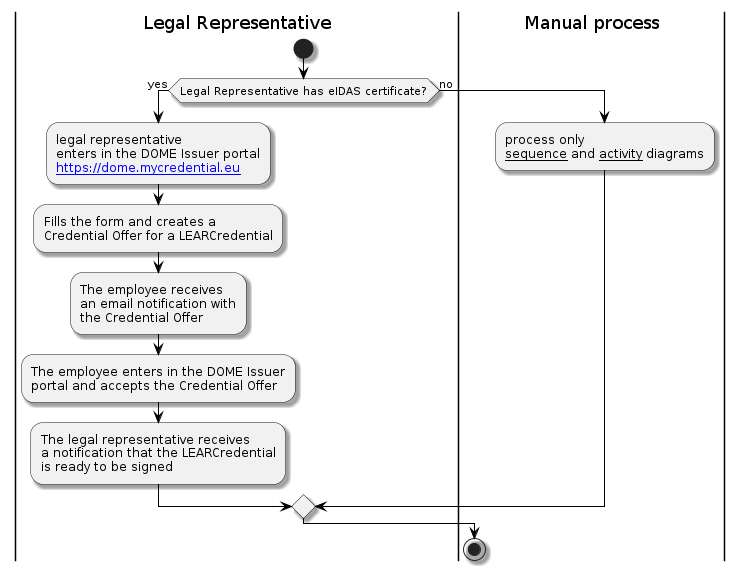 Legal Representative
Manual process
Legal Representative has eIDAS certificate?
yes
no
legal representative
enters in the DOME Issuer portal
https://dome.mycredential.eu
process only
sequence and activity diagrams
Fills the form and creates a
Credential Offer for a LEARCredential
The employee receives
an email notification with
the Credential Offer
The employee enters in the DOME Issuer
portal and accepts the Credential Offer
The legal representative receives
a notification that the LEARCredential
is ready to be signed